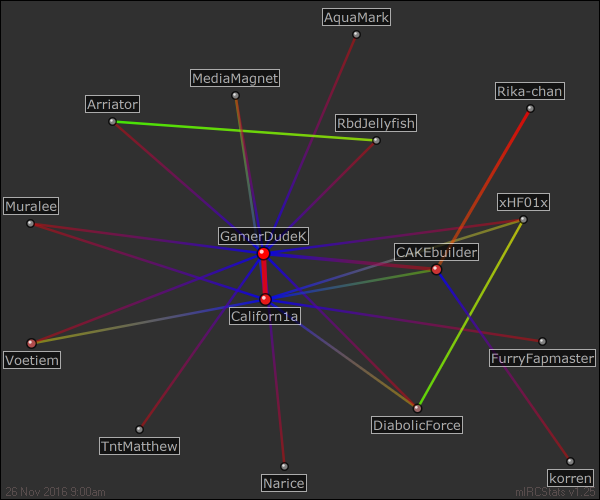 AquaMark
MediaMagnet
Rika-chan
Arriator
RbdJellyfish
Muralee
xHF01x
GamerDudeK
CAKEbuilder
Californ1a
Voetiem
FurryFapmaster
DiabolicForce
TntMatthew
Narice
korren
26 Nov 2016 9:00am
mIRCStats v1.25